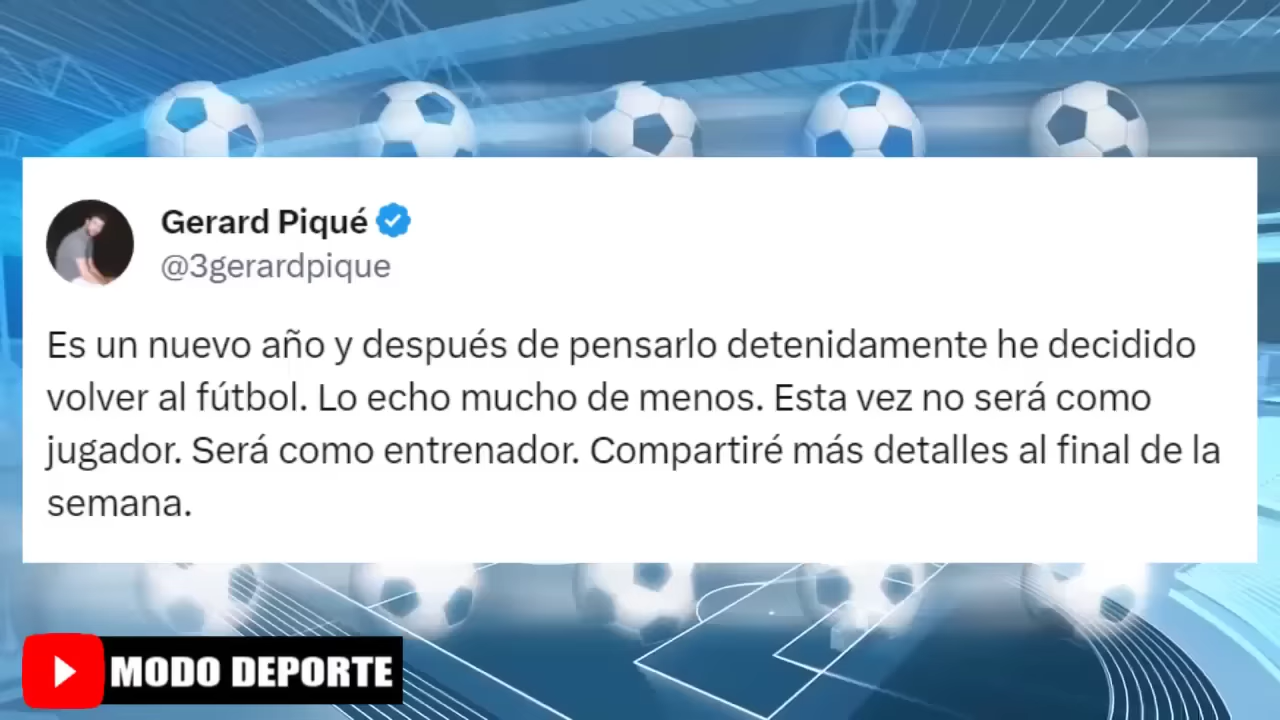 Gerard Piqué
@3gerardpique
Es un nuevo año y después de pensarlo detenidamente he decidido
volver al fútbol. Lo echo mucho de menos. Esta vez no será como
jugador. Será como entrenador. Compartiré más detalles al final de la
semana.
MODO DEPORTE